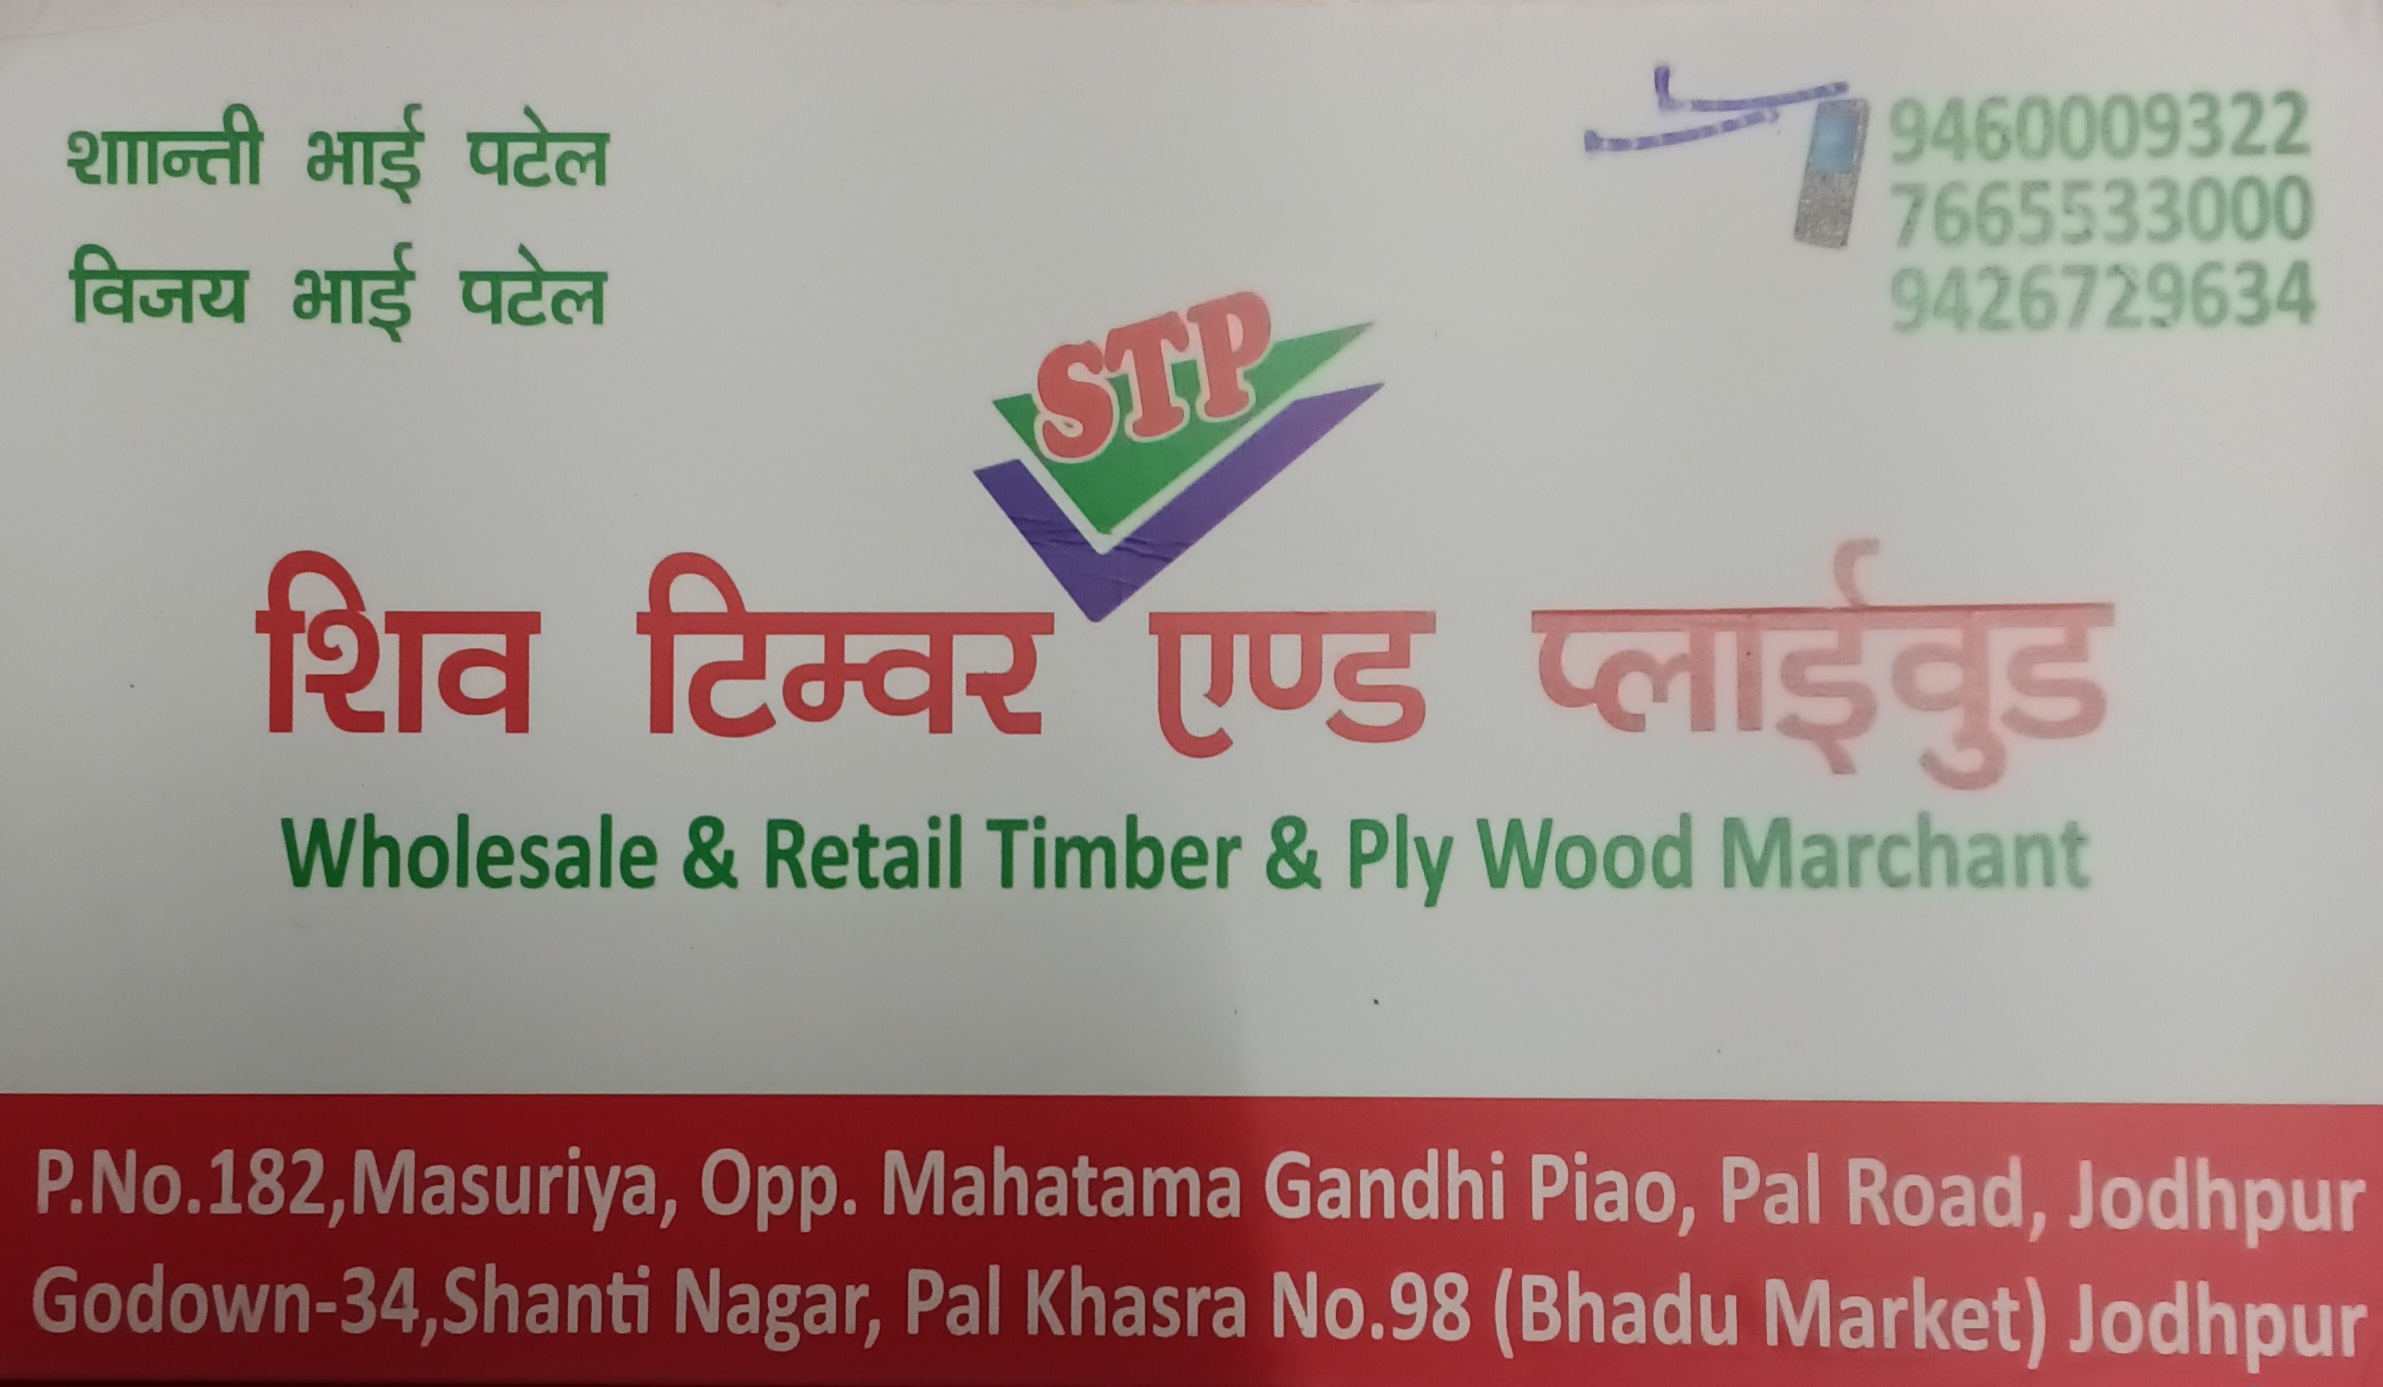 शाान्ती भाई पटेल
विजय भाई पटेल
9460009322
7665533000
9426729634
STP
शिव टिम्वर एण्ड प्लाईवुड
Wholesale & Retail Timber & Ply Wood Marchant
P.No.182,Masuriya, Opp. Mahatama Gandhi Piao, Pal Road, Jodhpur
Godown-34,Shanti Nagar, Pal Khasra No.98 (Bhadu Market) Jodhpur